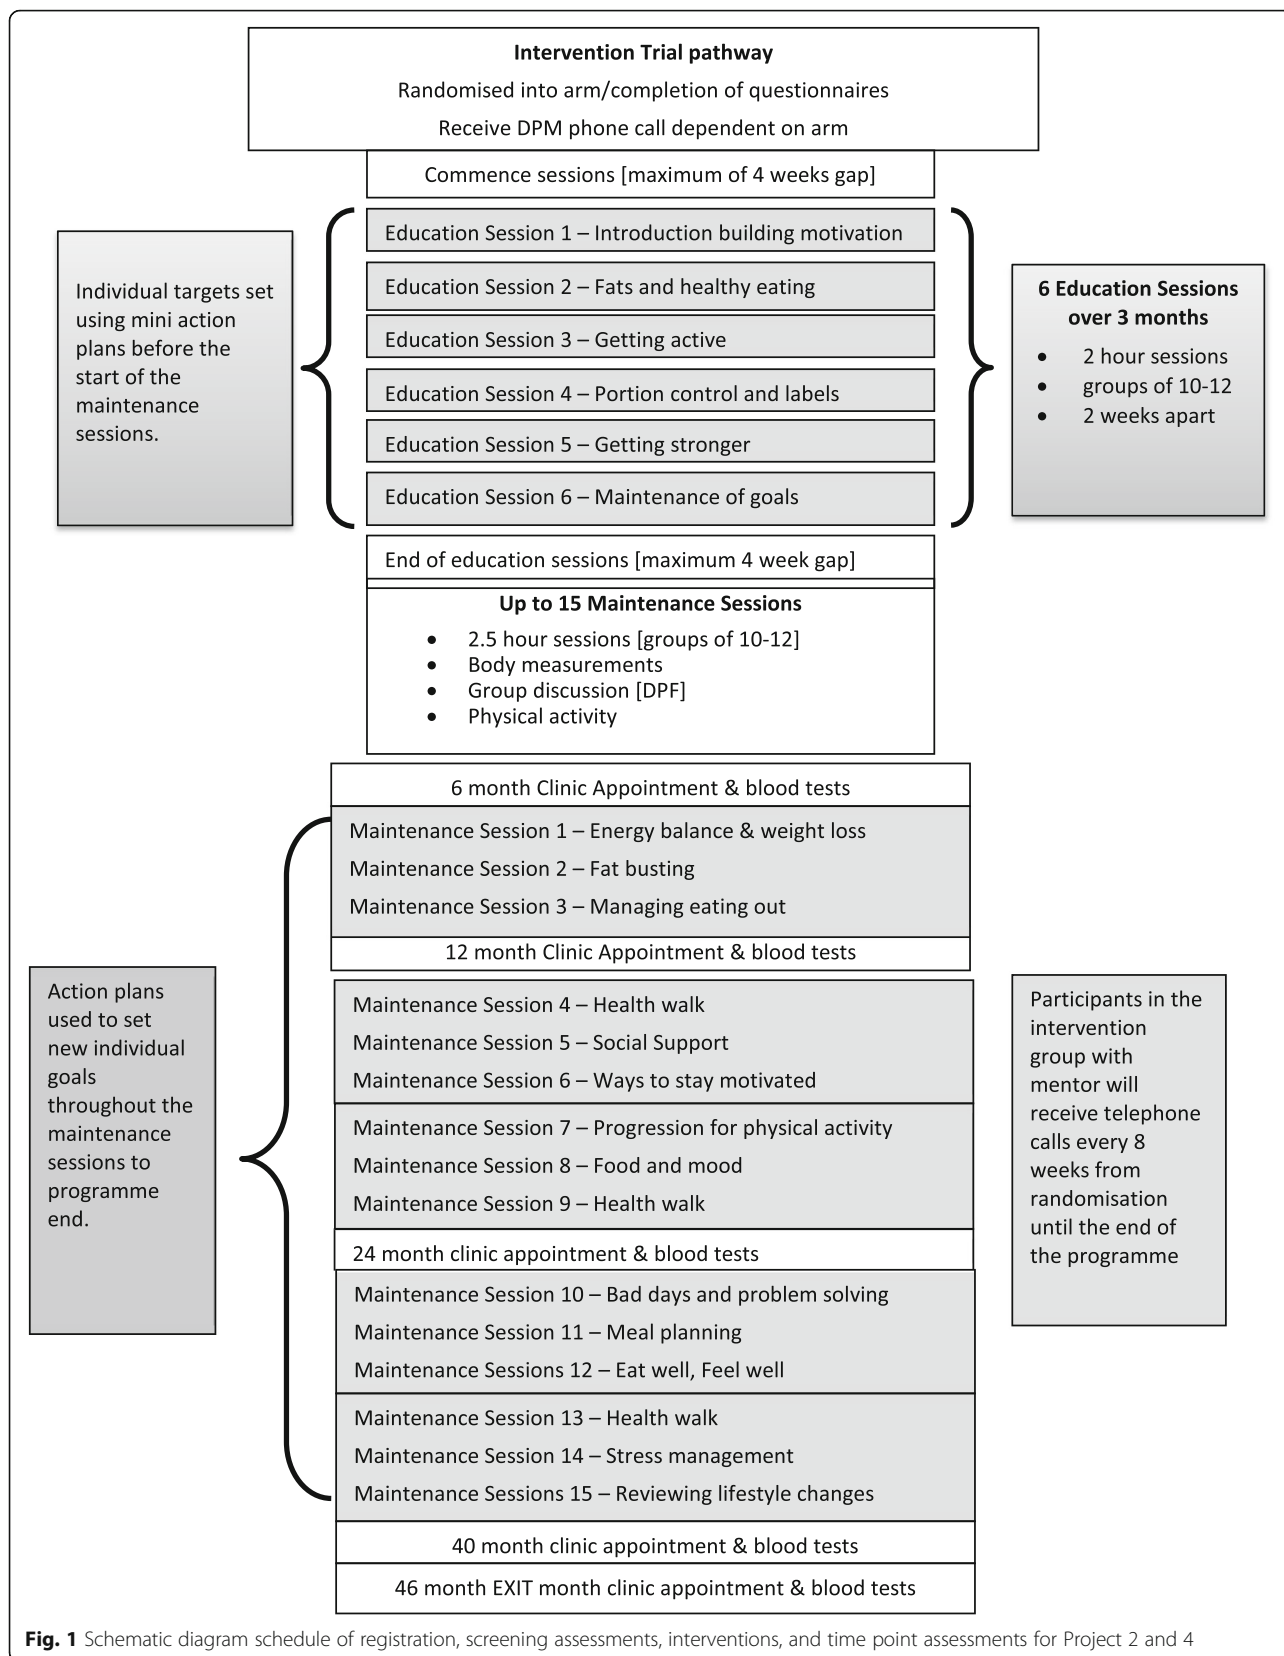 Intervention Trial pathway
Randomised into arm/completion of questionnaires
Receive DPM phone call dependent on arm
Commence sessions [maximum of 4 weeks gap]
Individual targets set
using mini action
plans before the
start of the
maintenance
sessions.
Education Session 1 – Introduction building motivation
Education Session 2 – Fats and healthy eating
Education Session 3 – Getting active
Education Session 4 – Portion control and labels
Education Session 5 – Getting stronger
Education Session 6 – Maintenance of goals
6 Education Sessions
over 3 months
• 2 hour sessions
• groups of 10-12
• 2 weeks apart
End of education sessions [maximum 4 week gap]
Up to 15 Maintenance Sessions
• 2.5 hour sessions [groups of 10-12]
• Body measurements
• Group discussion [DPF]
• Physical activity
6 month Clinic Appointment & blood tests
Maintenance Session 1 – Energy balance & weight loss
Maintenance Session 2 – Fat busting
Maintenance Session 3 – Managing eating out
12 month Clinic Appointment & blood tests
Action plans
used to set
new individual
goals
throughout the
maintenance
sessions to
programme
end.
Maintenance Session 4 – Health walk
Maintenance Session 5 – Social Support
Maintenance Session 6 – Ways to stay motivated
Maintenance Session 7 – Progression for physical activity
Maintenance Session 8 – Food and mood
Maintenance Session 9 – Health walk
24 month clinic appointment & blood tests
Maintenance Session 10 – Bad days and problem solving
Maintenance Session 11 – Meal planning
Maintenance Sessions 12 – Eat well, Feel well
Maintenance Session 13 – Health walk
Maintenance Session 14 – Stress management
Maintenance Sessions 15 – Reviewing lifestyle changes
Participants in the
intervention
group with
mentor will
receive telephone
calls every 8
weeks from
randomisation
until the end of
the programme
40 month clinic appointment & blood tests
46 month EXIT month clinic appointment & blood tests
Fig. 1 Schematic diagram schedule of registration, screening assessments, interventions, and time point assessments for Project 2 and 4